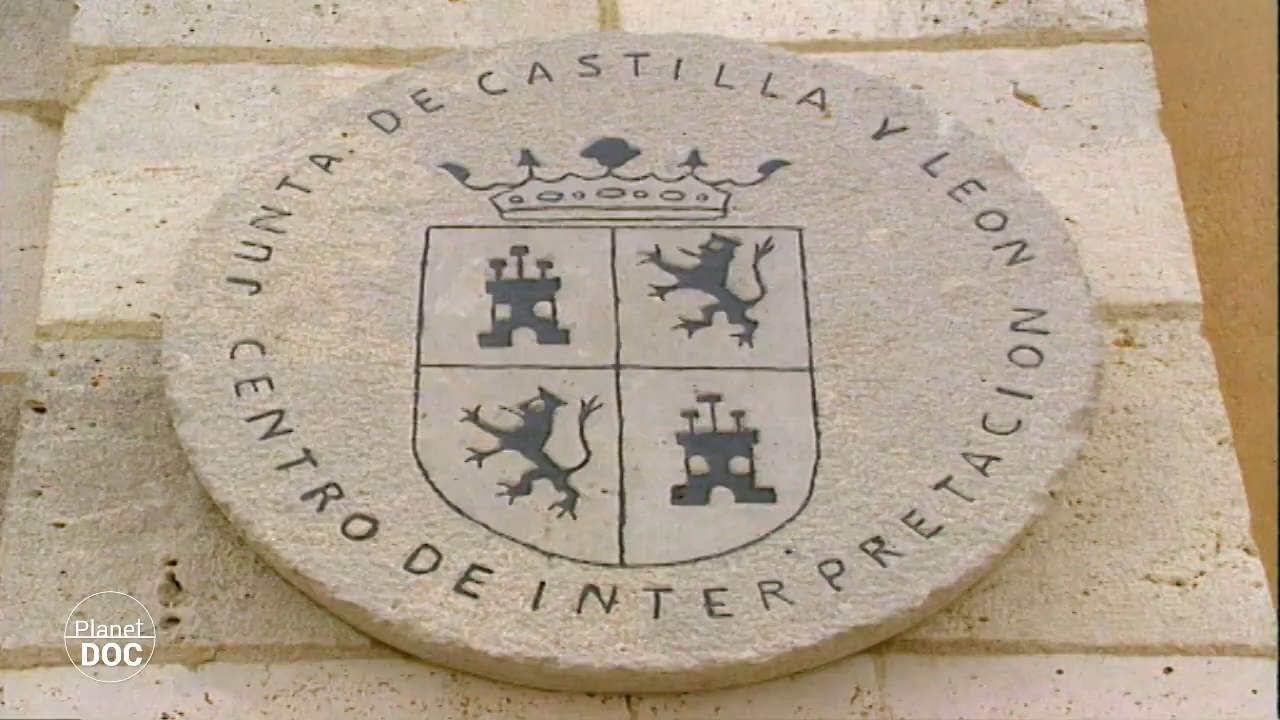 JUNTA DE CASTILLA Y LEON
CENTRO DE INTERPRETACION
Planet
DOC